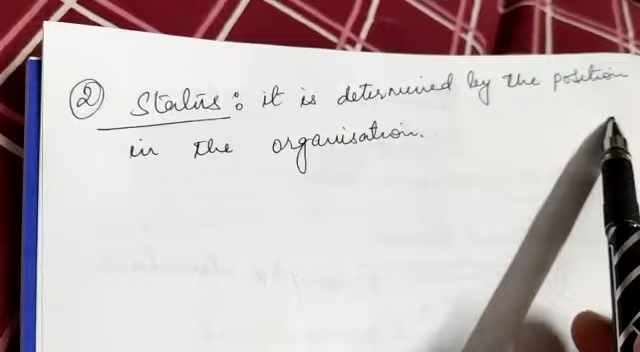 ② Status : it is determined by the position
in the organisation.